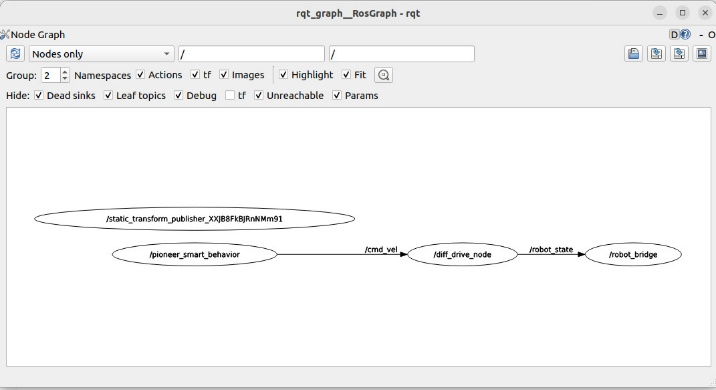 rqt_graph__RosGraph - rqt
Node Graph
D - O
Nodes only / /
Group: 2 Namespaces Actions tf Images Highlight Fit
Hide: Dead sinks Leaf topics Debug tf Unreachable Params
/static_transform_publisher_XXJB8FkBJRnNMm91
/pioneer_smart_behavior /cmd_vel /diff_drive_node /robot_state /robot_bridge